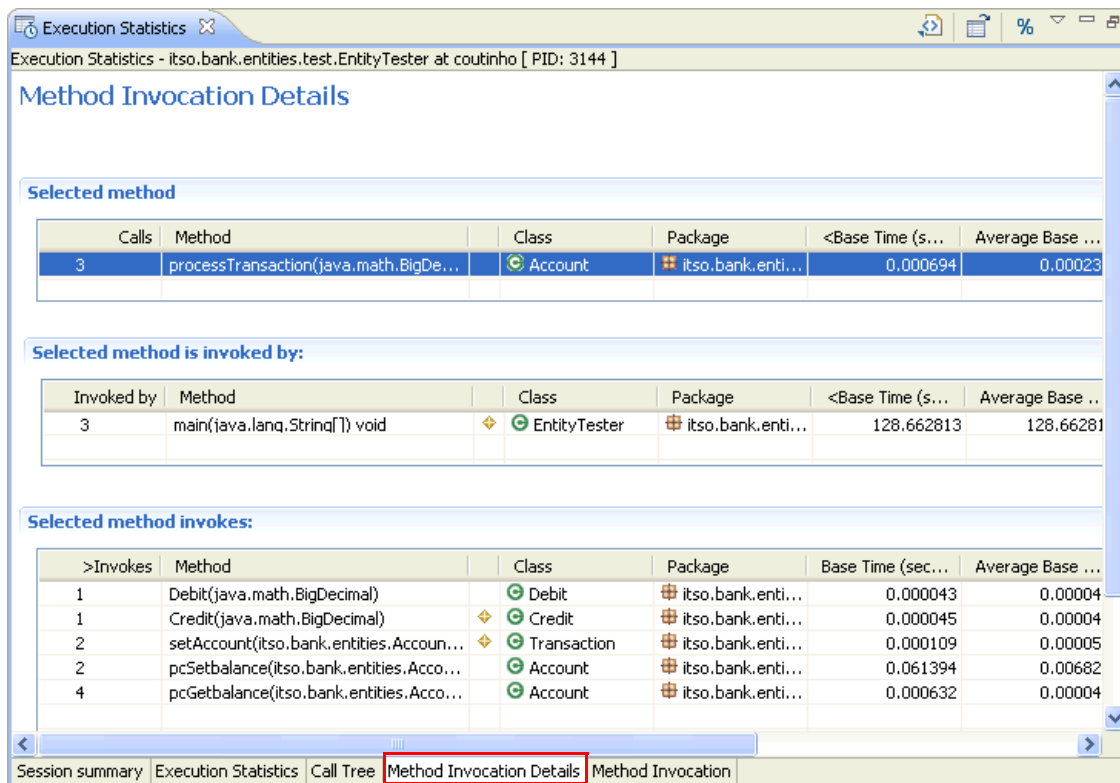 Execution Statistics
%
Execution Statistics - itso.bank.entities.test.EntityTester at coutinho [ PID: 3144 ]
Method Invocation Details
Selected method
Calls Method Class Package <Base Time (s... Average Base ...
3 processTransaction(java.math.BigDe... Account itso.bank.enti... 0.000694 0.00023
Selected method is invoked by:
Invoked by Method Class Package <Base Time (s... Average Base ..
3 main(java.lang.String[]) void EntityTester itso.bank.enti... 128.662813 128.66281
Selected method invokes:
>Invokes Method Class Package Base Time (sec... Average Base ...
1 Debit(java.math.BigDecimal) Debit itso.bank.enti... 0.000043 0.00004
1 Credit(java.math.BigDecimal) Credit itso.bank.enti... 0.000045 0.00004
2 setAccount(itso.bank.entities.Accoun... Transaction itso.bank.enti... 0.000109 0.00005
2 pcSetbalance(itso.bank.entities.Acco... Account itso.bank.enti... 0.061394 0.00682
4 pcGetbalance(itso.bank.entities.Acco... Account itso.bank.enti... 0.000632 0.00004
Session summary Execution Statistics Call Tree Method Invocation Details Method Invocation